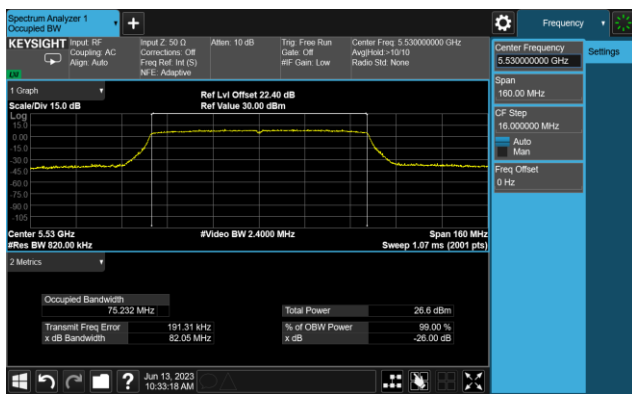 Spectrum Analyzer 1
Occupied BW
+
Frequency
KEYSIGHT Input: RF Input Z: 50 Ω Atten: 10 dB Trig: Free Run Center Freq: 5.530000000 GHz
Coupling: AC Corrections: Off Gate: Off Avg|Hold:>10/10
Align: Auto Freq Ref: Int (S) #IF Gain: Low Radio Std: None
NFE: Adaptive
Center Frequency
5.530000000 GHz
Settings
Span
160.00 MHz
CF Step
16.000000 MHz
Auto
Man
Freq Offset
0 Hz
1 Graph
Ref Lvl Offset 22.40 dB
Scale/Div 15.0 dB Ref Value 30.00 dBm
Log
15.0
0.00
-15.0
-30.0
-45.0
-60.0
-75.0
-90.0
-105
Center 5.53 GHz #Video BW 2.4000 MHz Span 160 MHz
#Res BW 820.00 kHz Sweep 1.07 ms (2001 pts)
2 Metrics
Occupied Bandwidth
75.232 MHz Total Power 26.6 dBm
Transmit Freq Error 191.31 kHz % of OBW Power 99.00 %
x dB Bandwidth 82.05 MHz x dB -26.00 dB
? Jun 13, 2023
10:33:18 AM